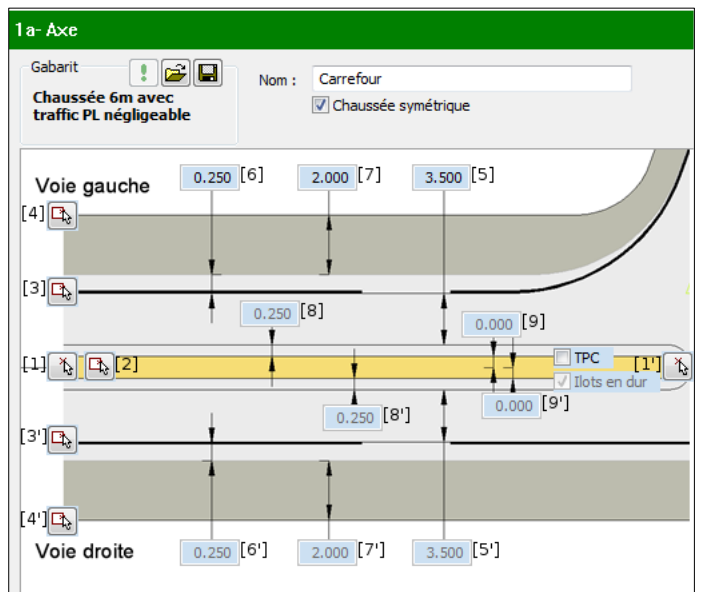 1a- Axe
Gabarit
Nom :
Carrefour
Chaussée 6m avec
traffic PL négligeable
Chaussée symétrique
Voie gauche
0.250 [6]
2.000 [7]
3.500 [5]
[4]
[3]
0.250 [8]
0.000 [9]
[1]
[2]
TPC
[1']
Ilots en dur
0.250 [8']
0.000 [9']
[3']
[4']
Voie droite
0.250 [6']
2.000 [7']
3.500 [5']